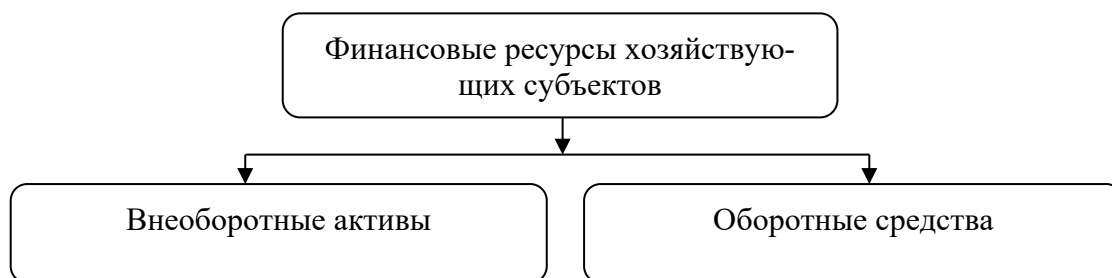 Финансовые ресурсы хозяйствую-
щих субъектов
Внеоборотные активы
Оборотные средства